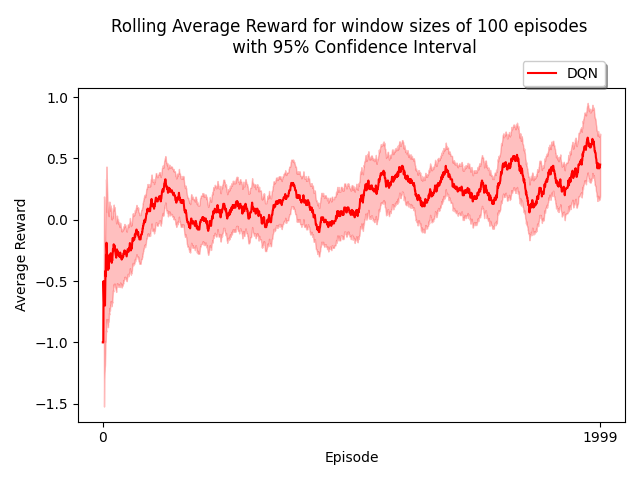 Rolling Average Reward for window sizes of 100 episodes
with 95% Confidence Interval
DQN
1.0
0.5
0.0
−0.5
−1.0
−1.5
Average Reward
0
1999
Episode